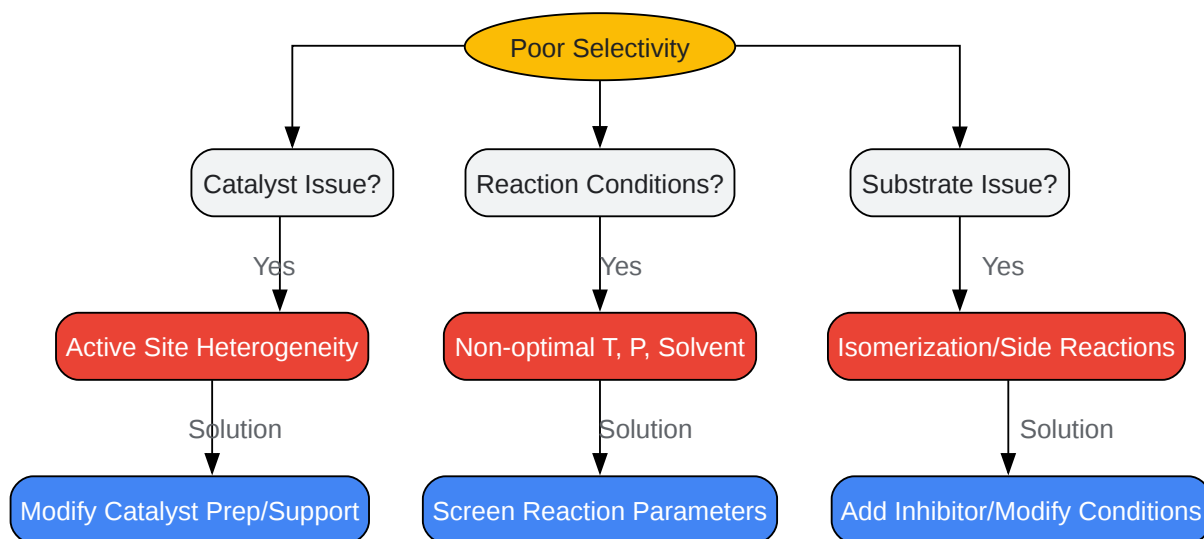 Poor Selectivity
Catalyst Issue?
Reaction Conditions?
Substrate Issue?
Yes
Yes
Yes
Active Site Heterogeneity
Non-optimal T, P, Solvent
Isomerization/Side Reactions
Solution
Solution
Solution
Modify Catalyst Prep/Support
Screen Reaction Parameters
Add Inhibitor/Modify Conditions